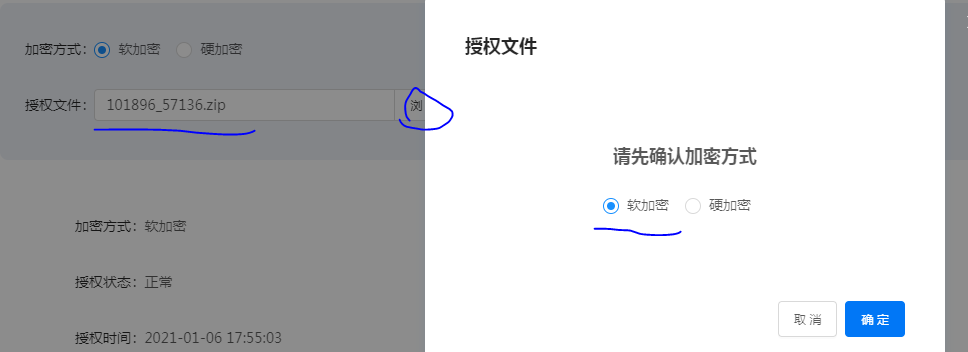 加密方式: 软加密 硬加密
授权文件: 101896_57136.zip 浏
加密方式: 软加密
授权状态: 正常
授权时间: 2021-01-06 17:55:03
授权文件
请先确认加密方式
软加密 硬加密
取消 确定